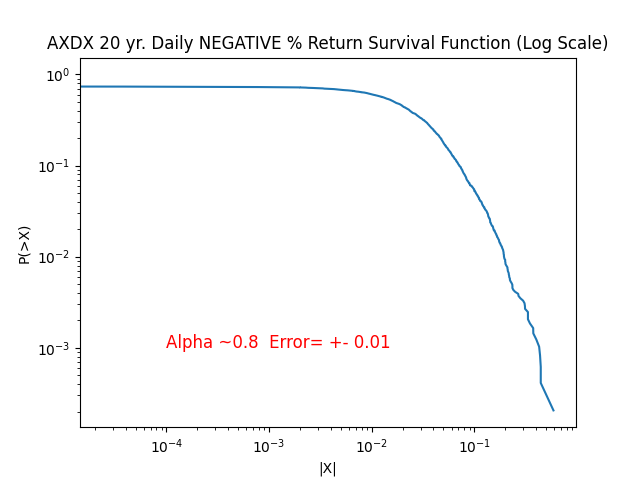 AXDX 20 yr. Daily NEGATIVE % Return Survival Function (Log Scale)
10⁰
10⁻¹
10⁻²
10⁻³
P(>X)
Alpha ~0.8  Error= +- 0.01
10⁻⁴ 10⁻³ 10⁻² 10⁻¹
|X|